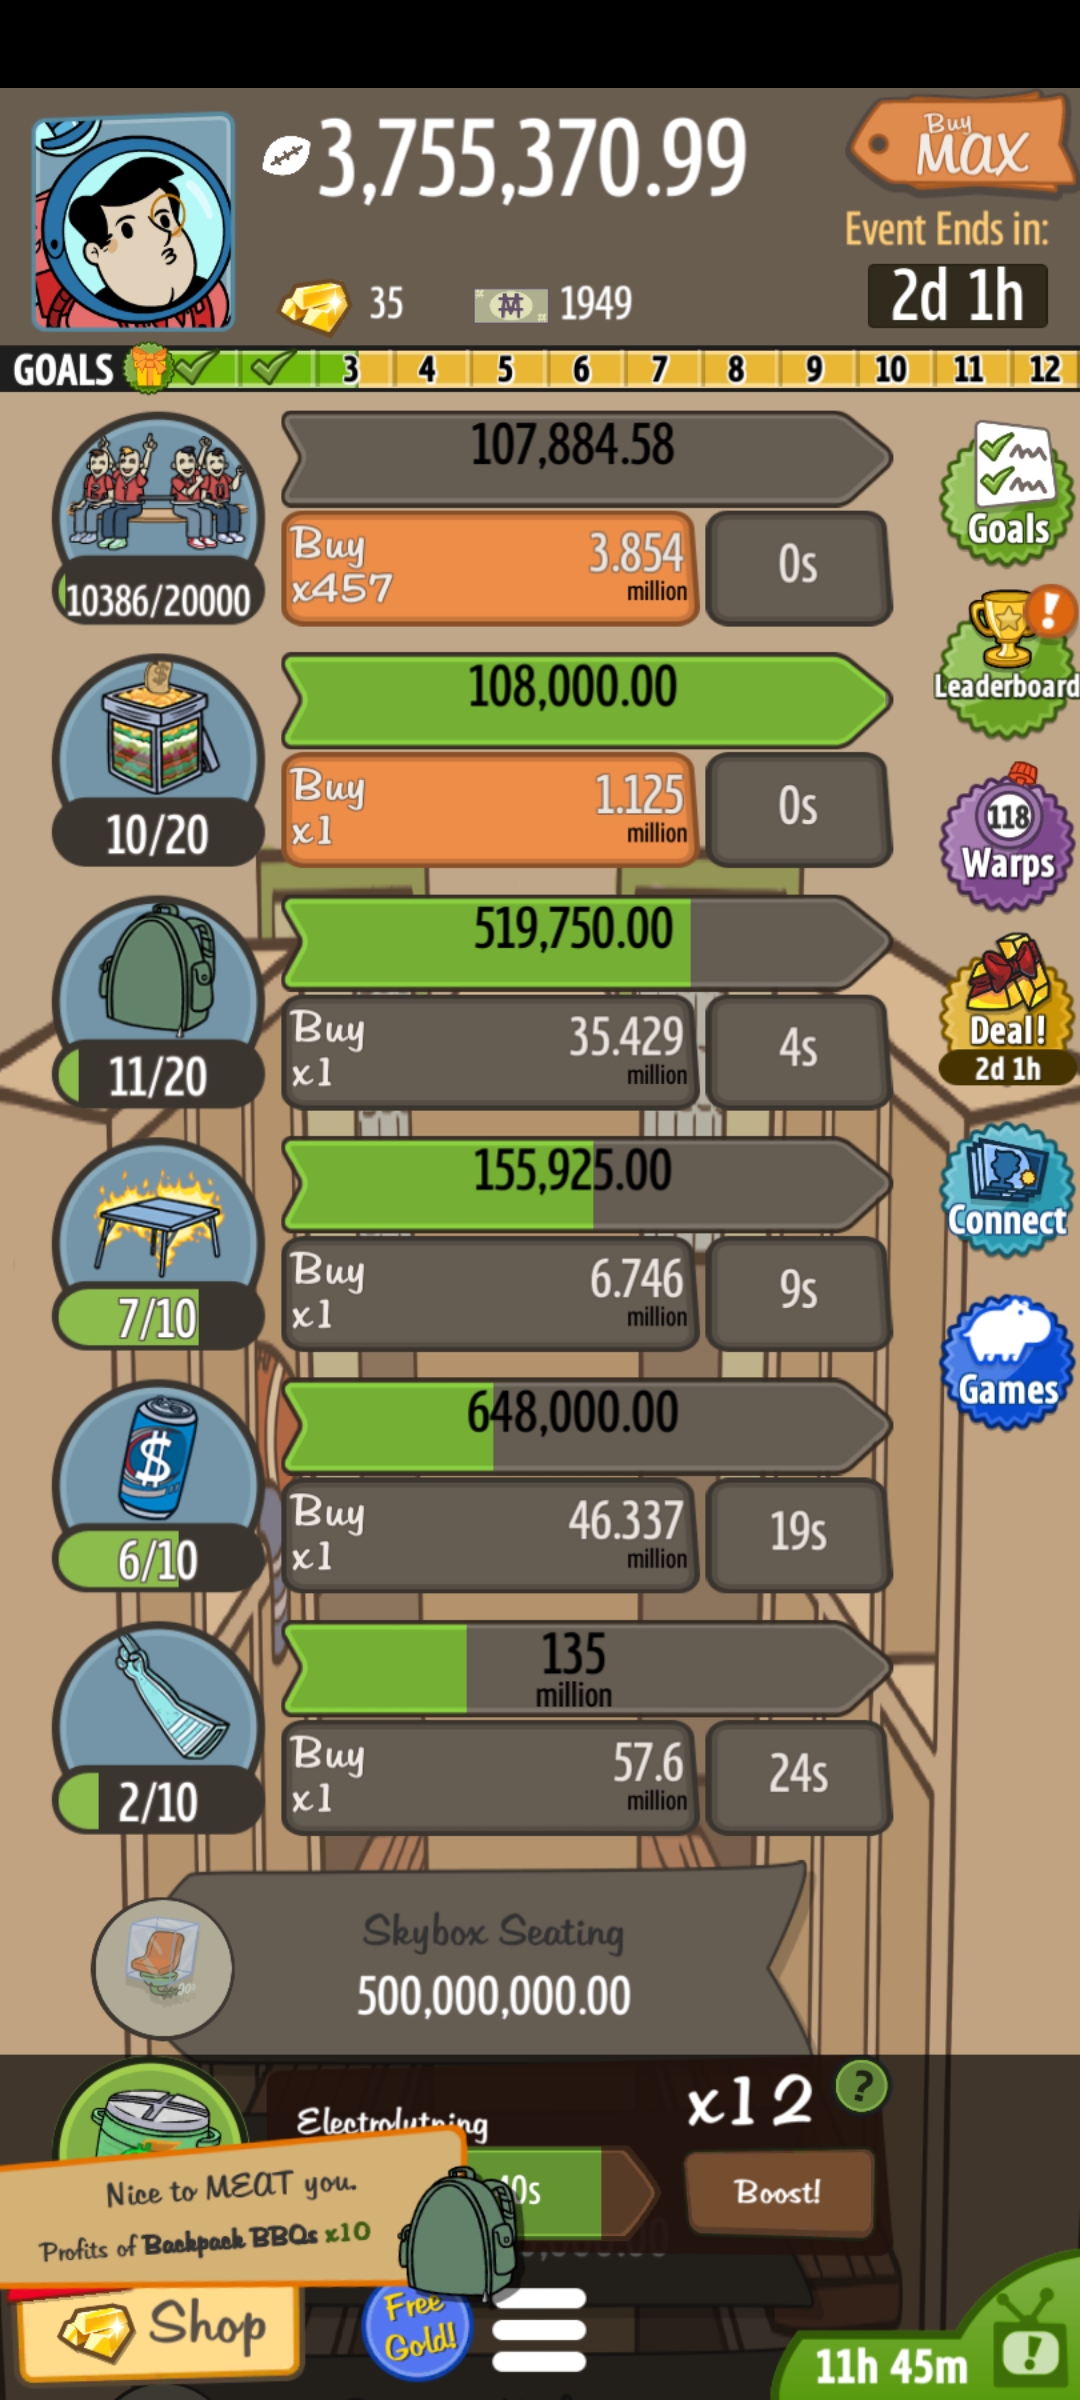 3,755,370.99
Buy
MAX
Event Ends in:
2d 1h
35
1949
GOALS 3 4 5 6 7 8 9 10 11 12
107,884.58
Buy
x457
3.854
million
0s
10386/20000
Goals
108,000.00
Leaderboard
Buy
x1
1.125
million
0s
10/20
118
Warps
519,750.00
Buy
x1
35.429
million
4s
11/20
Deal!
2d 1h
155,925.00
Buy
x1
6.746
million
9s
7/10
Connect
648,000.00
Games
Buy
x1
46.337
million
19s
6/10
135
million
Buy
x1
57.6
million
24s
2/10
Skybox Seating
500,000,000.00
x12
?
Boost!
Nice to MEAT you.
Profits of Backpack BBQs x10
Shop
Free
Gold!
11h 45m